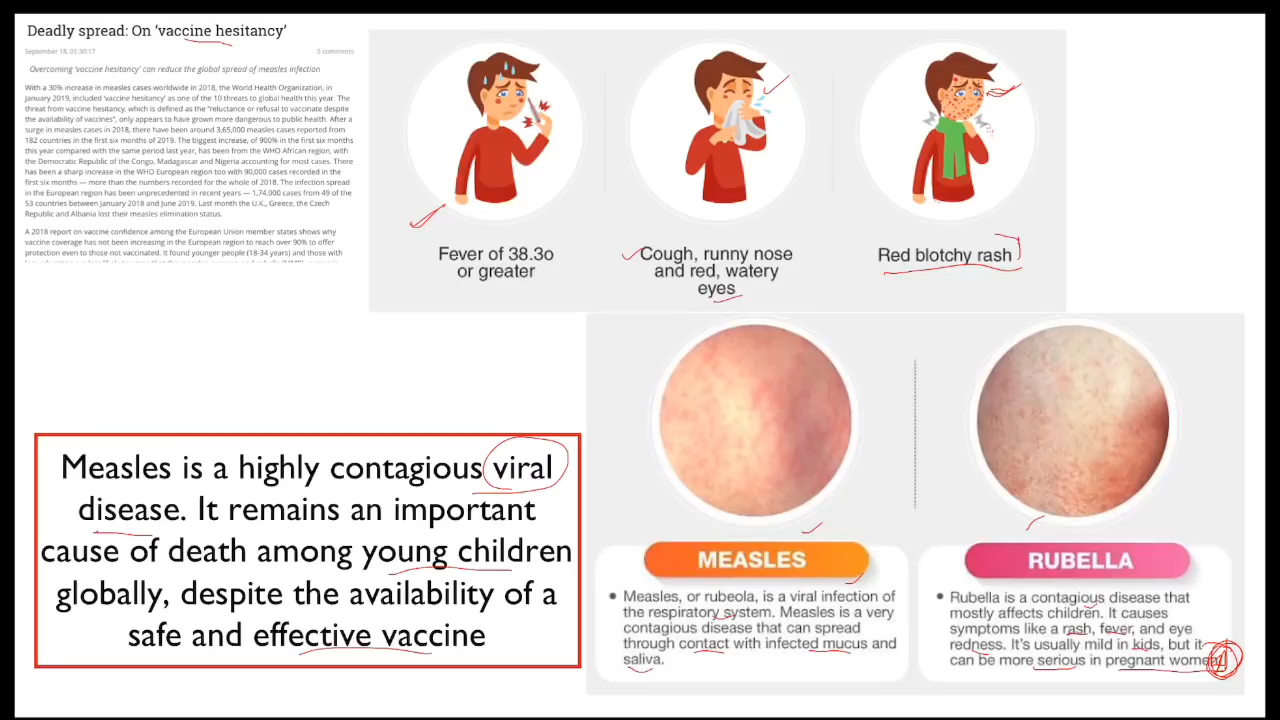 Deadly spread: On ‘vaccine hesitancy’
September 18, 01:30:17
0 comments
Overcoming ‘vaccine hesitancy’ can reduce the global spread of measles infection
With a 30% increase in measles cases worldwide in 2018, the World Health Organization, in
January 2019, included ‘vaccine hesitancy’ as one of the 10 threats to global health this year. The
threat from vaccine hesitancy, which is defined as the “reluctance or refusal to vaccinate despite
the availability of vaccines”, only appears to have grown more dangerous to public health. After a
surge in measles cases in 2018, there have been around 3,65,000 measles cases reported from
182 countries in the first six months of 2019. The biggest increase, of 900% in the first six months
this year compared with the same period last year, has been from the WHO African region, with
the Democratic Republic of the Congo, Madagascar and Nigeria accounting for most cases. There
has been a sharp increase in the WHO European region too with 90,000 cases recorded in the
first six months — more than the numbers recorded for the whole of 2018. The infection spread
in the European region has been unprecedented in recent years — 1,74,000 cases from 49 of the
53 countries between January 2018 and June 2019. Last month the U.K., Greece, the Czech
Republic and Albania lost their measles elimination status.
A 2018 report on vaccine confidence among the European Union member states shows why
vaccine coverage has not been increasing in the European region to reach over 90% to offer
protection even to those not vaccinated. It found younger people (18-34 years) and those with
Fever of 38.3o
or greater
Cough, runny nose
and red, watery
eyes
Red blotchy rash
Measles is a highly contagious viral
disease. It remains an important
cause of death among young children
globally, despite the availability of a
safe and effective vaccine
MEASLES
• Measles, or rubeola, is a viral infection of
the respiratory system. Measles is a very
contagious disease that can spread
through contact with infected mucus and
saliva.
RUBELLA
• Rubella is a contagious disease that
mostly affects children. It causes
symptoms like a rash, fever, and eye
redness. It's usually mild in kids, but it
can be more serious in pregnant women